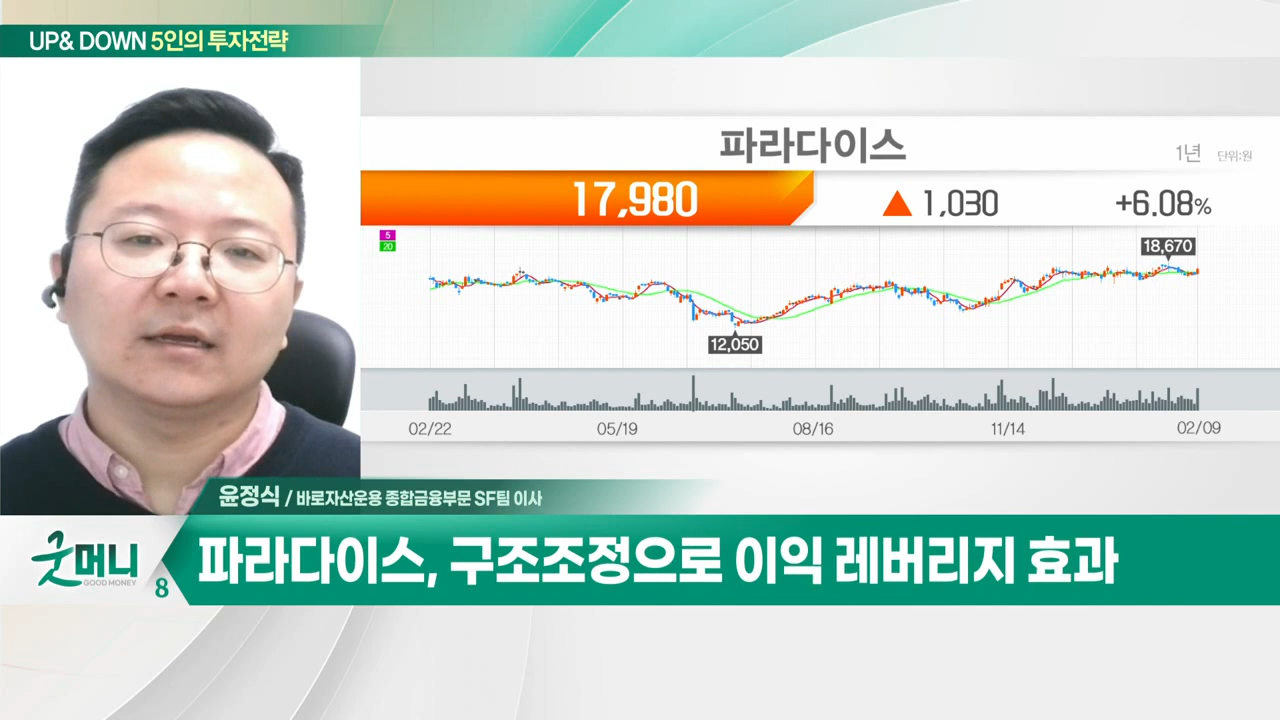 UP& DOWN 5인의 투자전략
파라다이스
1년 단위:원
17,980 ▲ 1,030 +6.08%
5
20
18,670
12,050
02/22 05/19 08/16 11/14 02/09
윤정식 / 바로자산운용 종합금융부문 SF팀 이사
굿머니
GOOD MONEY
8
파라다이스, 구조조정으로 이익 레버리지 효과